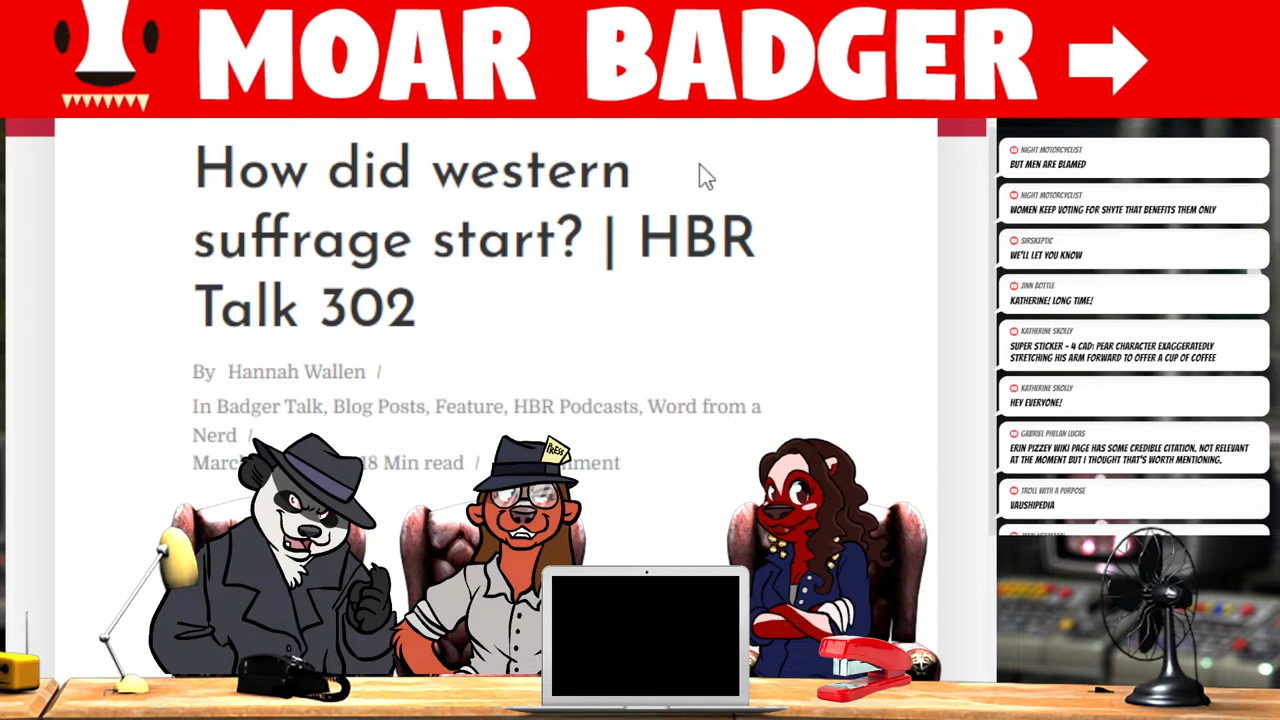 MOAR BADGER
How did western
suffrage start? | HBR
Talk 302
By Hannah Wallen /
In Badger Talk, Blog Posts, Feature, HBR Podcasts, Word from a
Nerd /
18 Min read /
PRESS
NIGHT MOTORCYCLIST
BUT MEN ARE BLAMED
NIGHT MOTORCYCLIST
WOMEN KEEP VOTING FOR SHYTE THAT BENEFITS THEM ONLY
SIRSKEPTIC
WE'LL LET YOU KNOW
JINN BOTTLE
KATHERINE! LONG TIME!
KATHERINE SKOLLY
SUPER STICKER - 4 CAD: PEAR CHARACTER EXAGGERATEDLY
STRETCHING HIS ARM FORWARD TO OFFER A CUP OF COFFEE
KATHERINE SKOLLY
HEY EVERYONE!
GABRIEL PHELAN LUCAS
ERIN PIZZEY WIKI PAGE HAS SOME CREDIBLE CITATION. NOT RELEVANT
AT THE MOMENT BUT I THOUGHT THAT'S WORTH MENTIONING.
TROLL WITH A PURPOSE
VAUSHIPEDIA